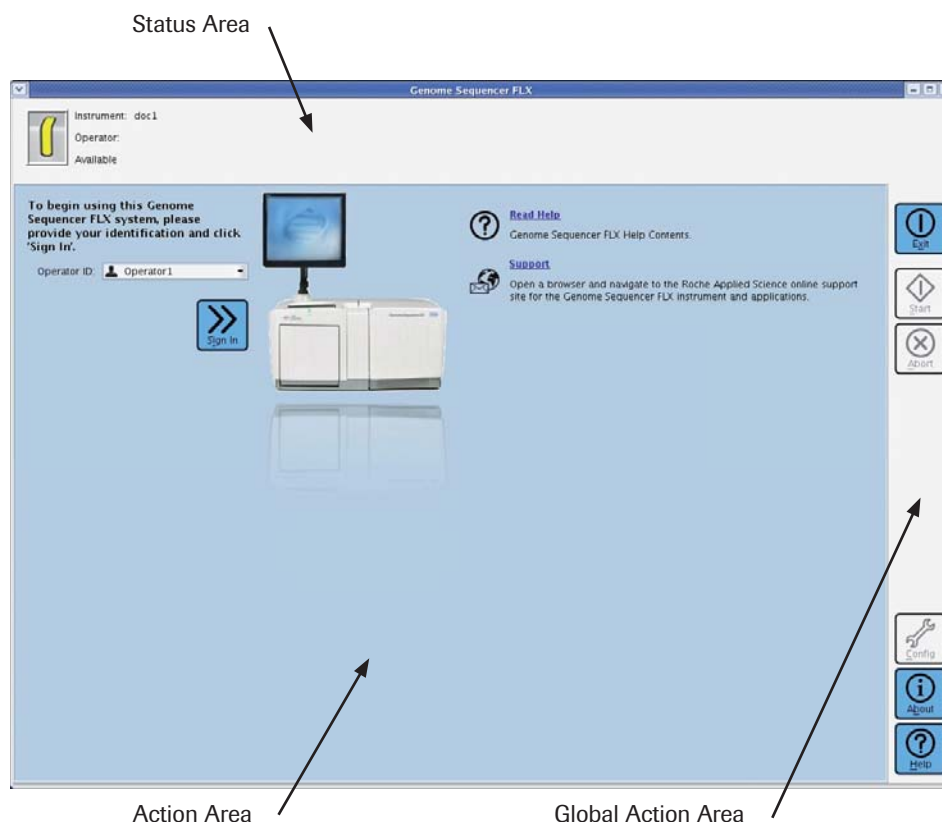 Status Area
Genome Sequencer FLX
Instrument: doc1
Operator:
Available
To begin using this Genome
Sequencer FLX system, please
provide your identification and click
'Sign In'.
Operator ID: Operator1
Sign In
Read Help
Genome Sequencer FLX Help Contents.
Support
Open a browser and navigate to the Roche Applied Science online support
site for the Genome Sequencer FLX instrument and applications.
Exit
Start
Abort
Config
About
Help
Action Area
Global Action Area